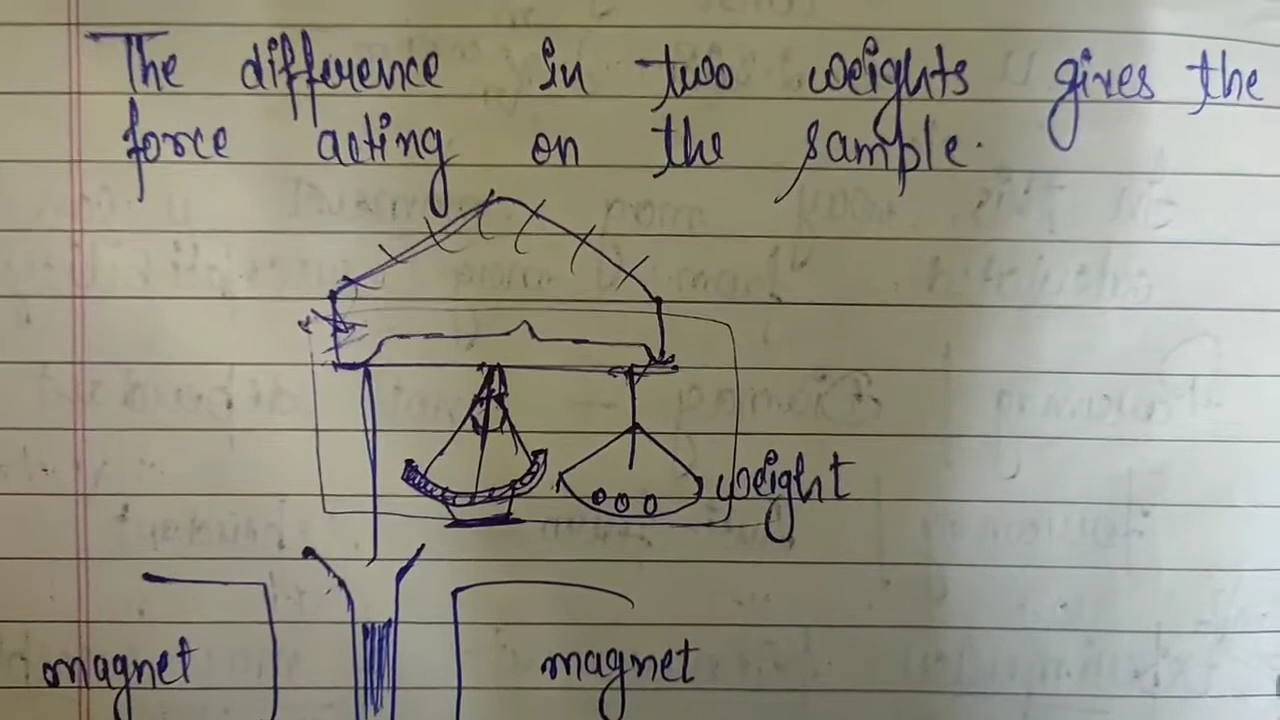 The difference in two weights gives the
force acting on the sample.
weight
magnet
magnet